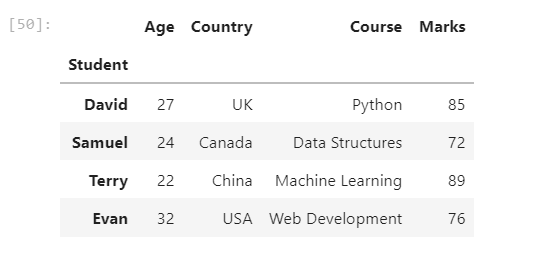 [50]:
Age Country Course Marks
Student
David 27 UK Python 85
Samuel 24 Canada Data Structures 72
Terry 22 China Machine Learning 89
Evan 32 USA Web Development 76